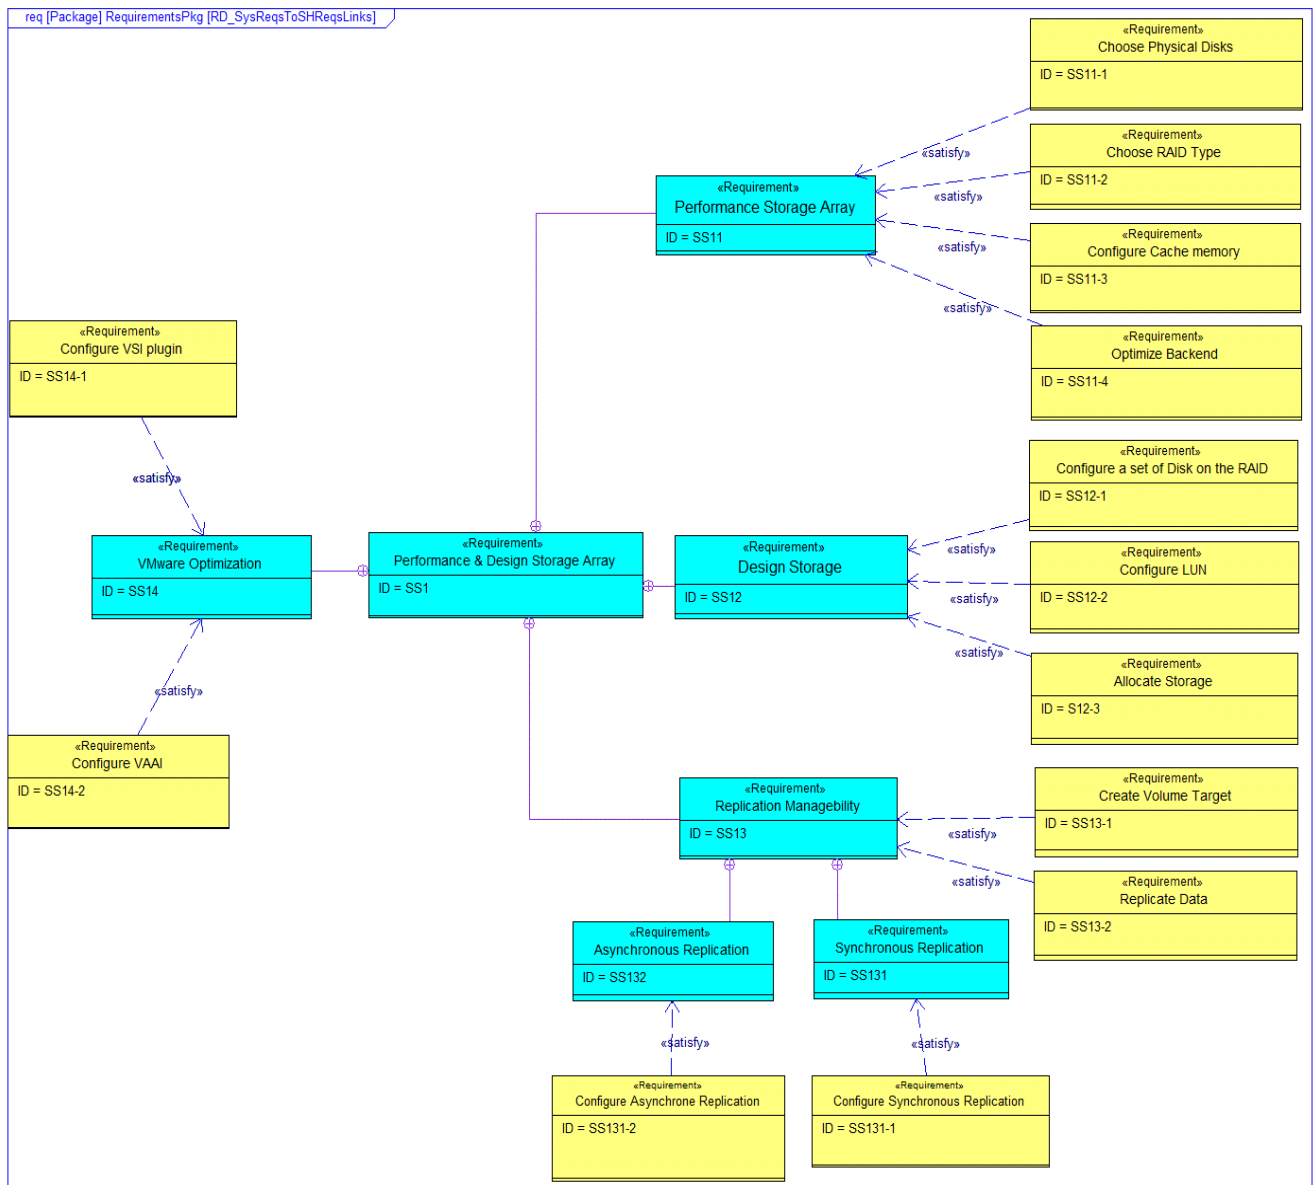 req [Package] RequirementsPkg [RD_SysReqsToSHReqsLinks]
«Requirement»
Choose Physical Disks
ID = SS11-1
«satisfy»
«Requirement»
Choose RAID Type
ID = SS11-2
«satisfy»
«Requirement»
Performance Storage Array
ID = SS11
«Requirement»
Configure Cache memory
ID = SS11-3
«satisfy»
«Requirement»
Optimize Backend
ID = SS11-4
«satisfy»
«Requirement»
Configure VSI plugin
ID = SS14-1
«satisfy»
«Requirement»
VMware Optimization
ID = SS14
«satisfy»
«Requirement»
Configure VAAI
ID = SS14-2
«Requirement»
Performance & Design Storage Array
ID = SS1
«Requirement»
Design Storage
ID = SS12
«Requirement»
Configure a set of Disk on the RAID
ID = SS12-1
«satisfy»
«Requirement»
Configure LUN
ID = SS12-2
«satisfy»
«Requirement»
Allocate Storage
ID = S12-3
«satisfy»
«Requirement»
Replication Managebility
ID = SS13
«Requirement»
Create Volume Target
ID = SS13-1
«satisfy»
«Requirement»
Replicate Data
ID = SS13-2
«satisfy»
«Requirement»
Asynchronous Replication
ID = SS132
«Requirement»
Synchronous Replication
ID = SS131
«satisfy»
«satisfy»
«Requirement»
Configure Asynchrone Replication
ID = SS131-2
«Requirement»
Configure Synchronous Replication
ID = SS131-1